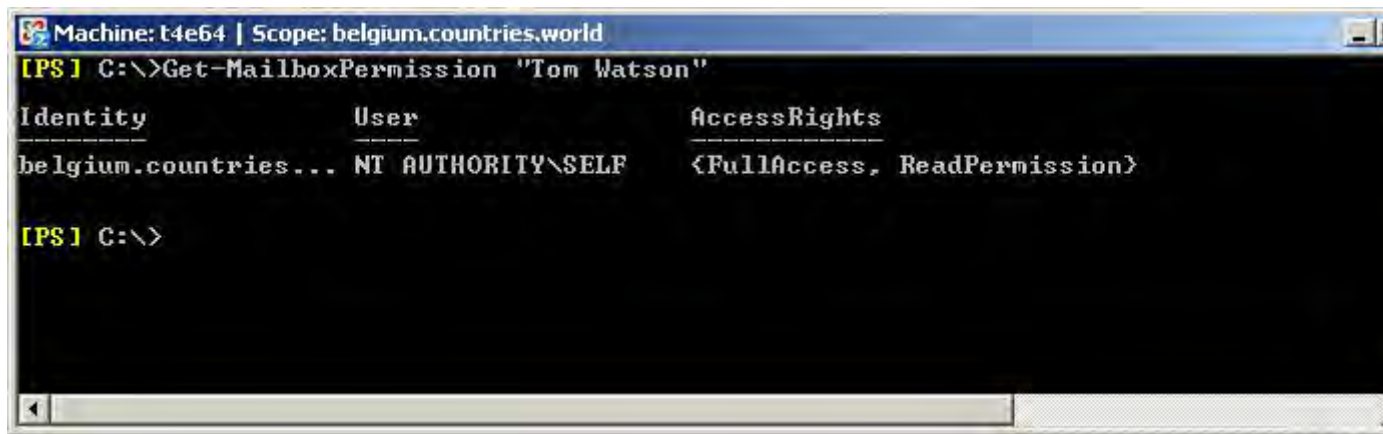 Machine: t4e64 | Scope: belgium.countries.world
[PS] C:\>Get-MailboxPermission "Tom Watson"
Identity User AccessRights
-------- ---- ------------
belgium.countries... NT AUTHORITY\SELF {FullAccess, ReadPermission}
[PS] C:\>